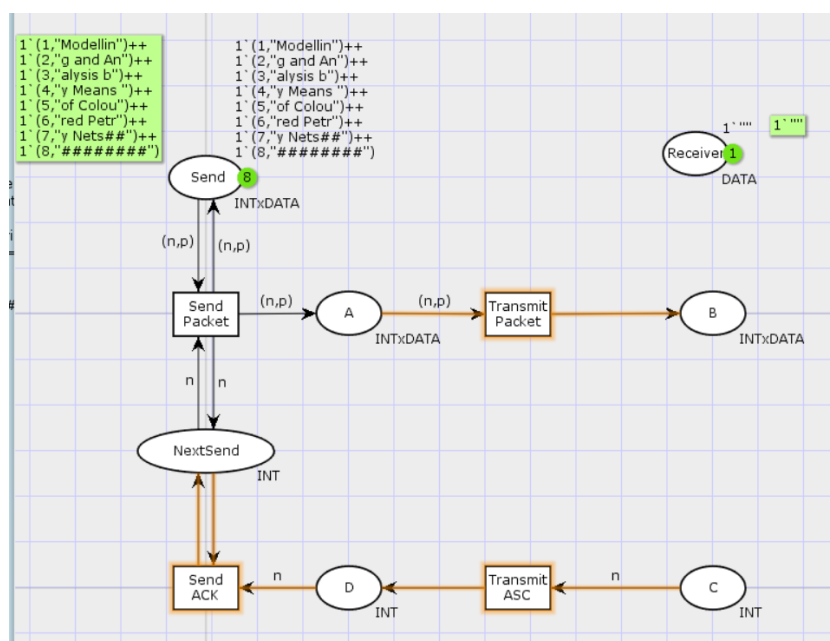 1`(1,"Modellin")++
1`(2,"g and An")++
1`(3,"alysis b")++
1`(4,"y Means ")++
1`(5,"of Colou")++
1`(6,"red Petr")++
1`(7,"y Nets##")++
1`(8,"########")
1`(1,"Modellin")++
1`(2,"g and An")++
1`(3,"alysis b")++
1`(4,"y Means ")++
1`(5,"of Colou")++
1`(6,"red Petr")++
1`(7,"y Nets##")++
1`(8,"########")
1`""
1`""
Send
8
INTxDATA
Receiver
1
DATA
(n,p)
(n,p)
Send
Packet
(n,p)
A
INTxDATA
(n,p)
Transmit
Packet
B
INTxDATA
n
n
NextSend
INT
Send
ACK
n
D
INT
Transmit
ASC
n
C
INT